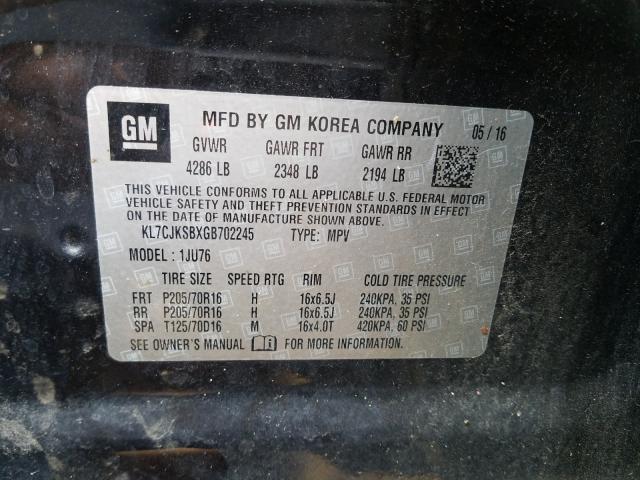 GM
MFD BY GM KOREA COMPANY 05 / 16
GVWR GAWR FRT GAWR RR
4286 LB 2348 LB 2194 LB
THIS VEHICLE CONFORMS TO ALL APPLICABLE U.S. FEDERAL MOTOR
VEHICLE SAFETY AND THEFT PREVENTION STANDARDS IN EFFECT
ON THE DATE OF MANUFACTURE SHOWN ABOVE.
KL7CJKSBXGB702245 TYPE: MPV
MODEL : 1JU76
TIRE SIZE SPEED RTG RIM COLD TIRE PRESSURE
FRT P205/70R16 H 16x6.5J 240KPA, 35 PSI
RR P205/70R16 H 16x6.5J 240KPA, 35 PSI
SPA T125/70D16 M 16x4.0T 420KPA, 60 PSI
SEE OWNER'S MANUAL FOR MORE INFORMATION.